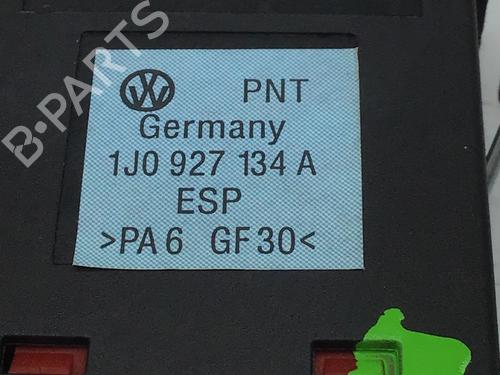 B-PARTS
PNT
Germany
1J0 927 134 A
ESP
>PA6 GF30<